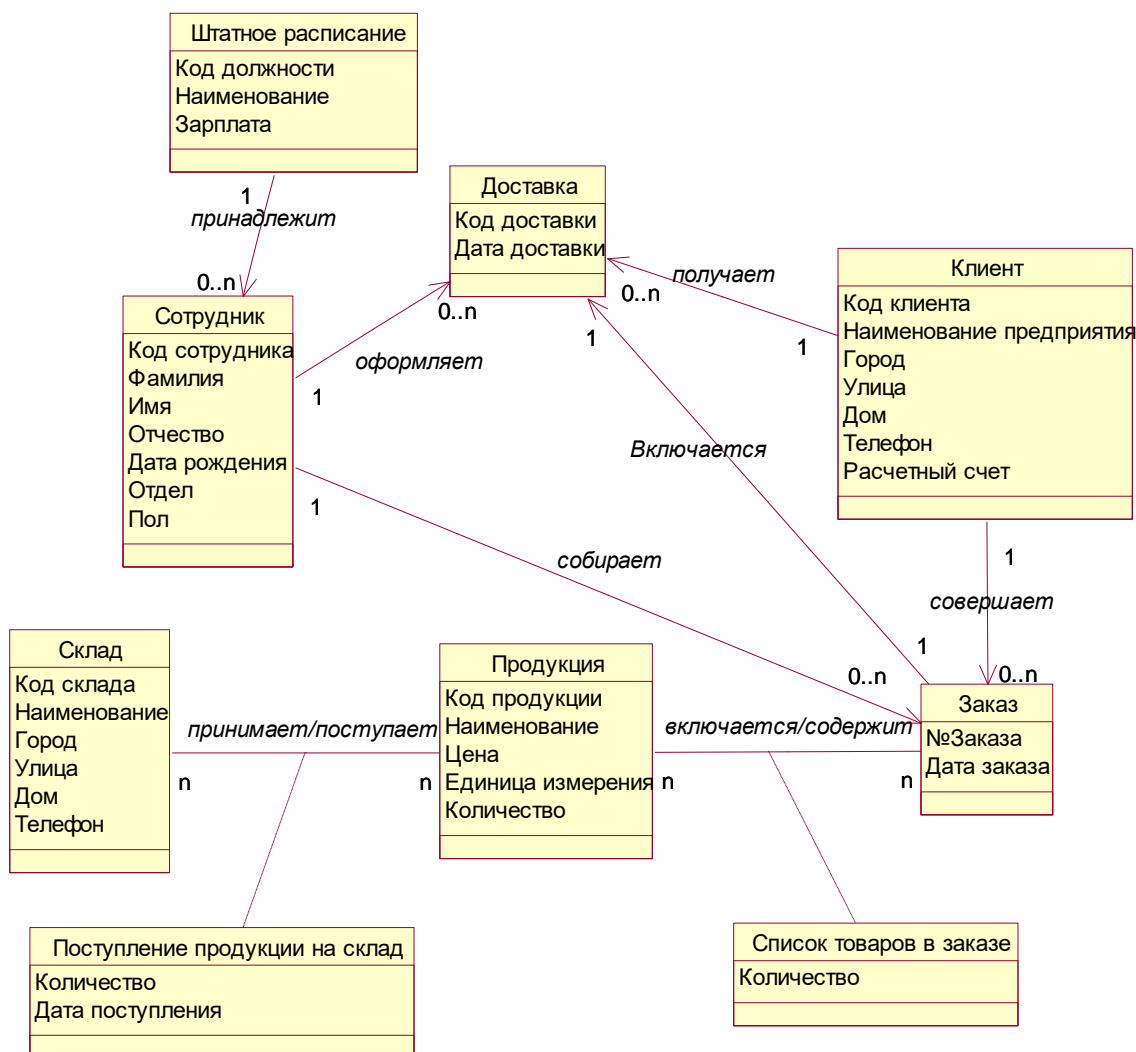 Штатное расписание
Код должности
Наименование
Зарплата
1
принадлежит
0..n
Доставка
Код доставки
Дата доставки
0..n
0..n
1
получает
1
оформляет
1
Клиент
Код клиента
Наименование предприятия
Город
Улица
Дом
Телефон
Расчетный счет
Сотрудник
Код сотрудника
Фамилия
Имя
Отчество
Дата рождения
Отдел
Пол
1
Включается
собирает
1
совершает
1
0..n
0..n
Склад
Код склада
Наименование
Город
Улица
Дом
Телефон
принимает/поступает
n
n
Продукция
Код продукции
Наименование
Цена
Единица измерения
Количество
включается/содержит
n
n
Заказ
№Заказа
Дата заказа
Поступление продукции на склад
Количество
Дата поступления
Список товаров в заказе
Количество